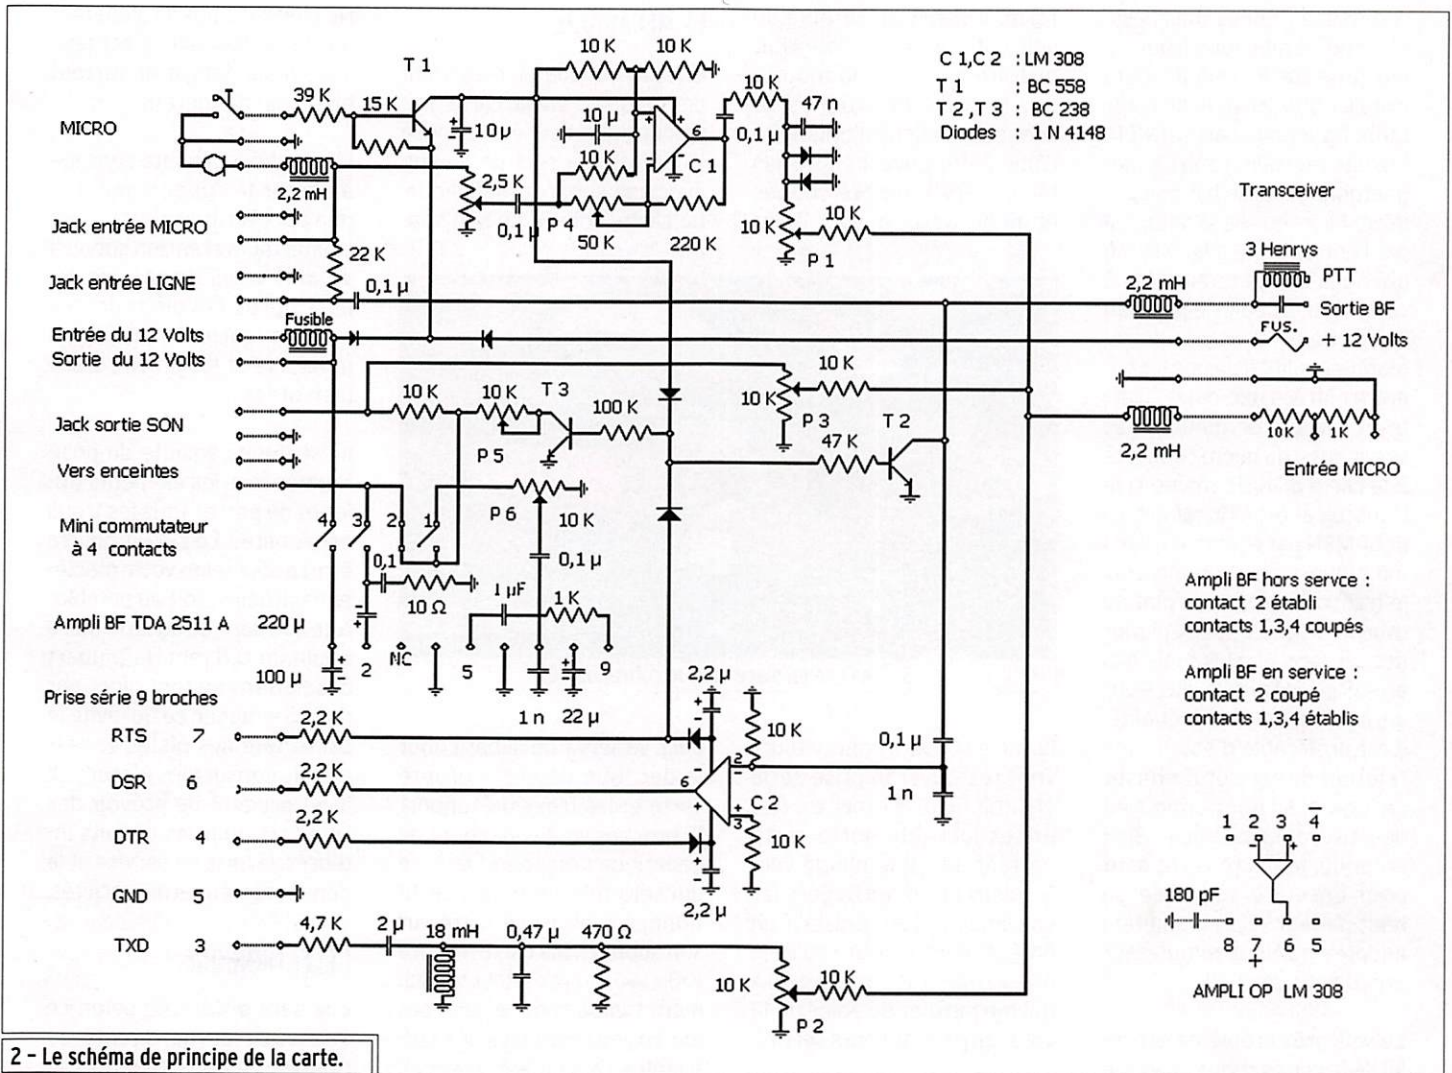 T 1
10 K
10 K
10 K
C 1,C 2 : LM 308
T 1 : BC 558
T 2 ,T 3 : BC 238
Diodes : 1 N 4148
39 K
15 K
10 µ
47 n
MICRO
10 µ
+
6
C 1
0,1 µ
10 K
2,2 mH
2,5 K
Transceiver
Jack entrée MICRO
0,1 µ
P 4
50 K
220 K
10 K
10 K
P 1
22 K
3 Henrys
PTT
Jack entrée LIGNE
0,1 µ
2,2 mH
Sortie BF
Fusible
Entrée du 12 Volts
FUS.
+ 12 Volts
Sortie du 12 Volts
10 K
10 K
T 3
10 K
10 K
P 3
Jack sortie SON
100 K
T 2
P 5
47 K
10K
1K
2,2 mH
Entrée MICRO
Vers enceintes
P 6
10 K
Mini commutateur
à 4 contacts
4 3 2 1
0,1
0,1 µ
10 Ω
1 µF
1 K
Ampli BF hors servce :
contact 2 établi
contacts 1,3,4 coupés
Ampli BF TDA 2511 A
220 µ
2
NC
5
9
100 µ
1 n
22 µ
Ampli BF en service :
contact 2 coupé
contacts 1,3,4 établis
Prise série 9 broches
2,2 µ
RTS 7
2,2 K
10 K
0,1 µ
DSR 6
2,2 K
6
2
1 n
3
C 2
DTR 4
2,2 K
10 K
1 2 3 4
2,2 µ
GND 5
180 pF
8 7 6 5
+
TXD 3
4,7 K
2 µ
18 mH
0,47 µ
470 Ω
10 K
10 K
P 2
AMPLI OP LM 308
2 - Le schéma de principe de la carte.